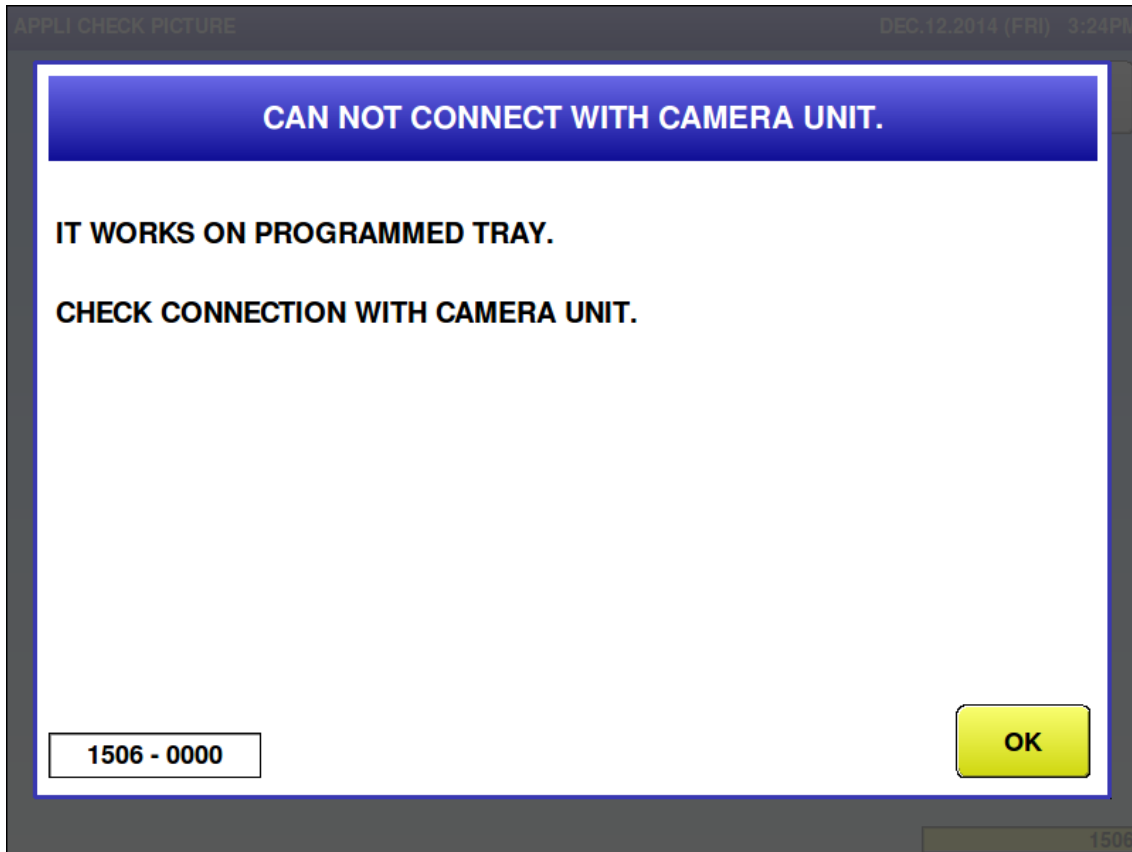 APPLI CHECK PICTURE DEC.12.2014 (FRI) 3:24PM
CAN NOT CONNECT WITH CAMERA UNIT.
IT WORKS ON PROGRAMMED TRAY.
CHECK CONNECTION WITH CAMERA UNIT.
1506 - 0000
OK
1506